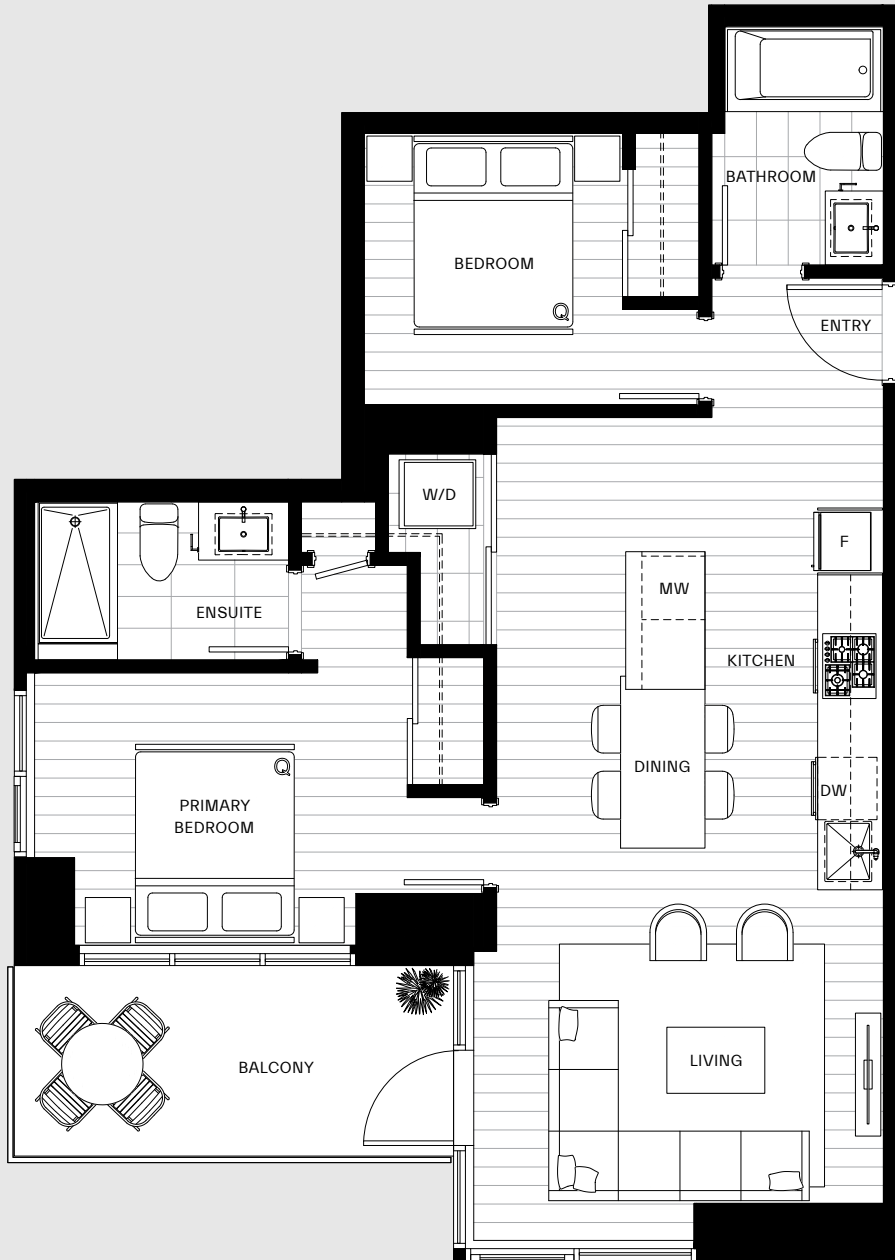 BATHROOM
BEDROOM
Q
ENTRY
W/D
F
MW
ENSUITE
KITCHEN
DINING
Q
DW
PRIMARY
BEDROOM
LIVING
BALCONY